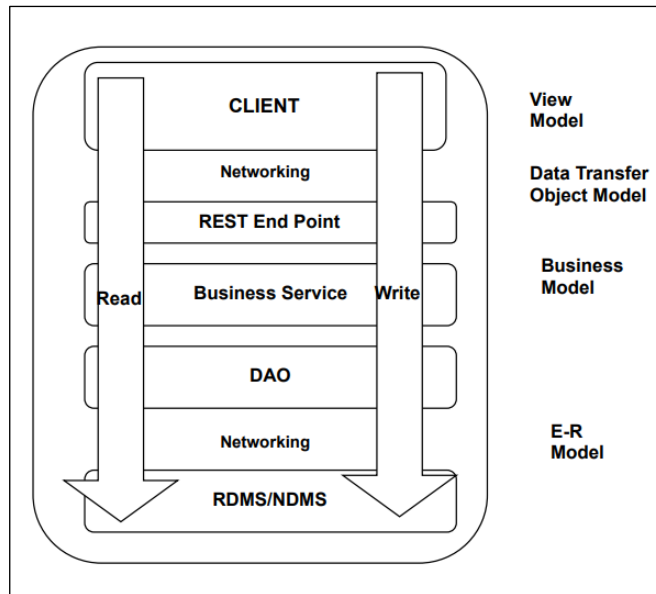 CLIENT
View
Model
Networking
Data Transfer
Object Model
REST End Point
Business
Model
Read
Business Service
Write
DAO
Networking
E-R
Model
RDMS/NDMS